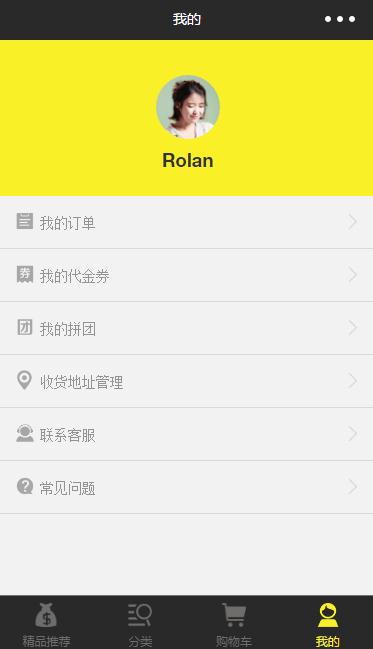 我的
Rolan
我的订单
券 我的代金券
团 我的拼团
收货地址管理
联系客服
? 常见问题
$
精品推荐 分类 购物车 我的